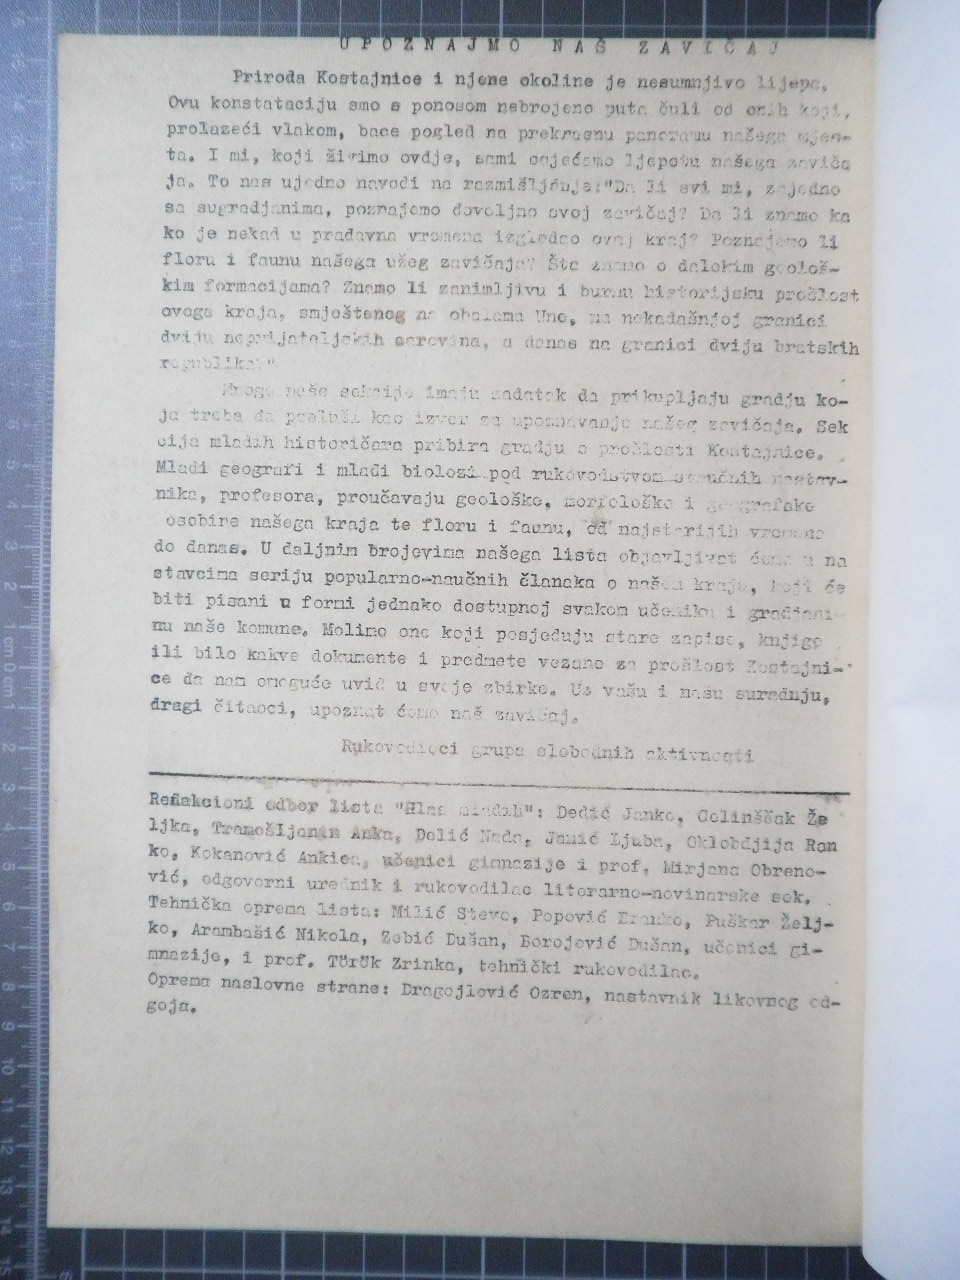 UPOZNAJMO NAŠ ZAVIČAJ
Priroda Kostajnice i njene okoline je nesumnjivo lijepa.
Ovu konstataciju smo s ponosom nebrojeno puta čuli od onih koji,
prolazeći vlakom, bace pogled na prekrasnu panoramu našega mjes-
ta. I mi, koji živimo ovdje, sami osjećamo ljepotu našega zaviča
ja. To nas ujedno navodi na razmišljanje:"Da li svi mi, zajedno
sa sugradjanima, poznajemo dovoljno ovoj zavičaj? Da li znamo ka
ko je nekad u pradavna vremena izgledao ovaj kraj? Poznajemo li
floru i faunu našega užeg zavičaja? Šta znamo o dalekim geološ-
kim formacijama? Znamo li zanimljivu i burnu historijsku prošlost
ovoga kraja, smještenog na obalama Une, na nekadašnjoj granici
dviju neprijateljskih carevina, a danas na granici dviju bratskih
republika?"
Mnoge naše sekcije imaju zadatak da prikupljaju gradju ko-
ja treba da posluži kao izvor za upoznavanje našeg zavičaja. Sek
cija mladih historičara pribira gradju o prošlosti Kostajnice.
Mladi geografi i mladi biolozi pod rukovodstvom stručnih nastav-
nika, profesora, proučavaju geološke, morfološke i geografske
osobine našega kraja te floru i faunu, od najstarijih vremena
do danas. U daljnim brojevima našega lista objavljivat ćemo u na
stavcima seriju popularno-naučnih članaka o našem kraju, koji će
biti pisani u formi jednako dostupnoj svakom učeniku i gradjani-
nu naše komune. Molimo one koji posjeduju stare zapise, knjige
ili bilo kakve dokumente i predmete vezane za prošlost Kostajni-
ce da nam omoguće uvid u svoje zbirke. Uz vašu i našu suradnju,
dragi čitaoci, upoznat ćemo naš zavičaj.
Rukovodioci grupa slobodnih aktivnosti
Redakcioni odbor lista "Glas mladih": Dedić Janko, Čolinščak Že
ljka, Tramošljanin Anka, Delić Nada, Janić Ljuba, Oklobdjija Ran
ko, Kokanović Ankica, učenici gimnazije i prof. Mirjana Obreno-
vić, odgovorni urednik i rukovodilac literarno-novinarske sek.
Tehnička oprema lista: Milić Steve, Popović Branko, Puškar Želj-
ko, Arambašić Nikola, Zebić Dušan, Borojević Dušan, učenici gi-
mnazije, i prof. Török Zrinka, tehnički rukovodilac.
Oprema naslovne strane: Dragojlović Ozren, nastavnik likovnog od-
goja.